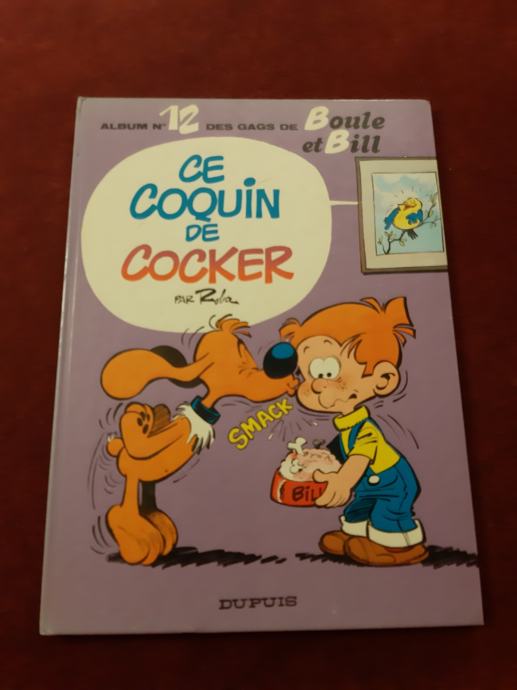 ALBUM N° 12 DES GAGS DE Boule
et Bill
CE
COQUIN
DE
COCKER
PAR Roba
SMACK
BILL
DUPUIS